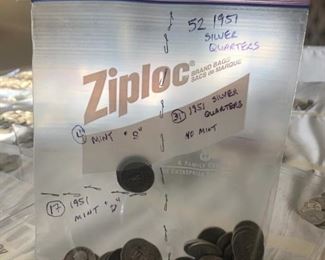 52 1951
SILVER
QUARTERS
Ziploc
BRAND BAGS
SACS de MARQUE
MINT "S"
31 1951 SILVER
QUARTERS
NO MINT
A FAMILY
17 1951
MINT "D"